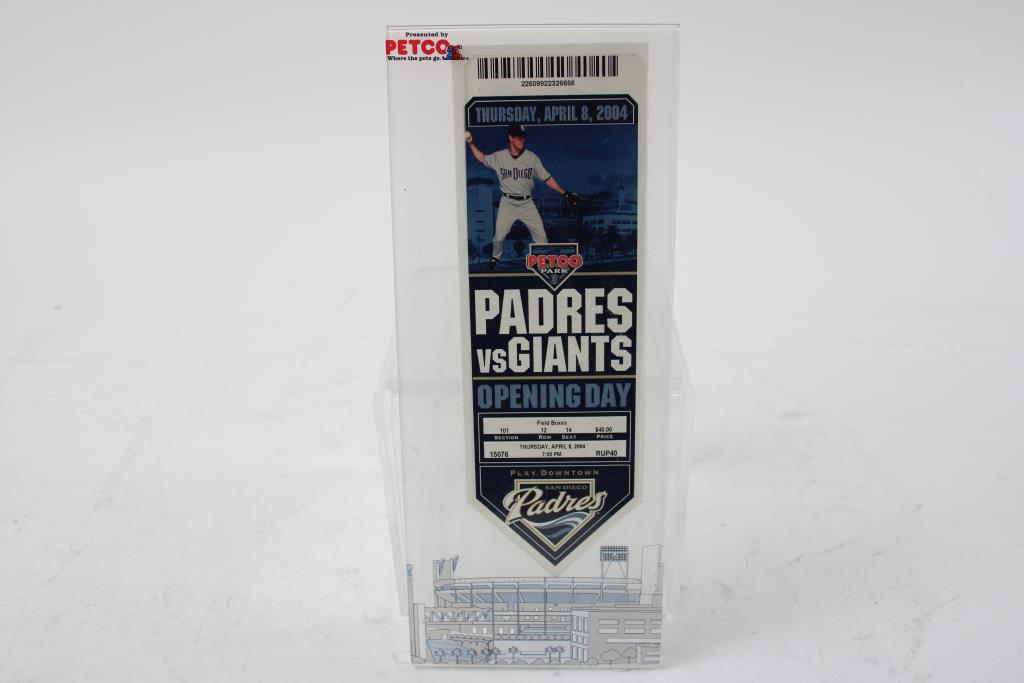 Presented by
PETCO
Where the pets go.
22609922326666
THURSDAY, APRIL 8, 2004
SAN DIEGO
PETCO
PARK
PADRES
VS GIANTS
OPENING DAY
Field Boxes
101 12 14 $40.00
SECTION ROW SEAT PRICE
THURSDAY, APRIL 8, 2004
15076 7:05 PM RUP40
PLAY DOWNTOWN
SAN DIEGO
Padres